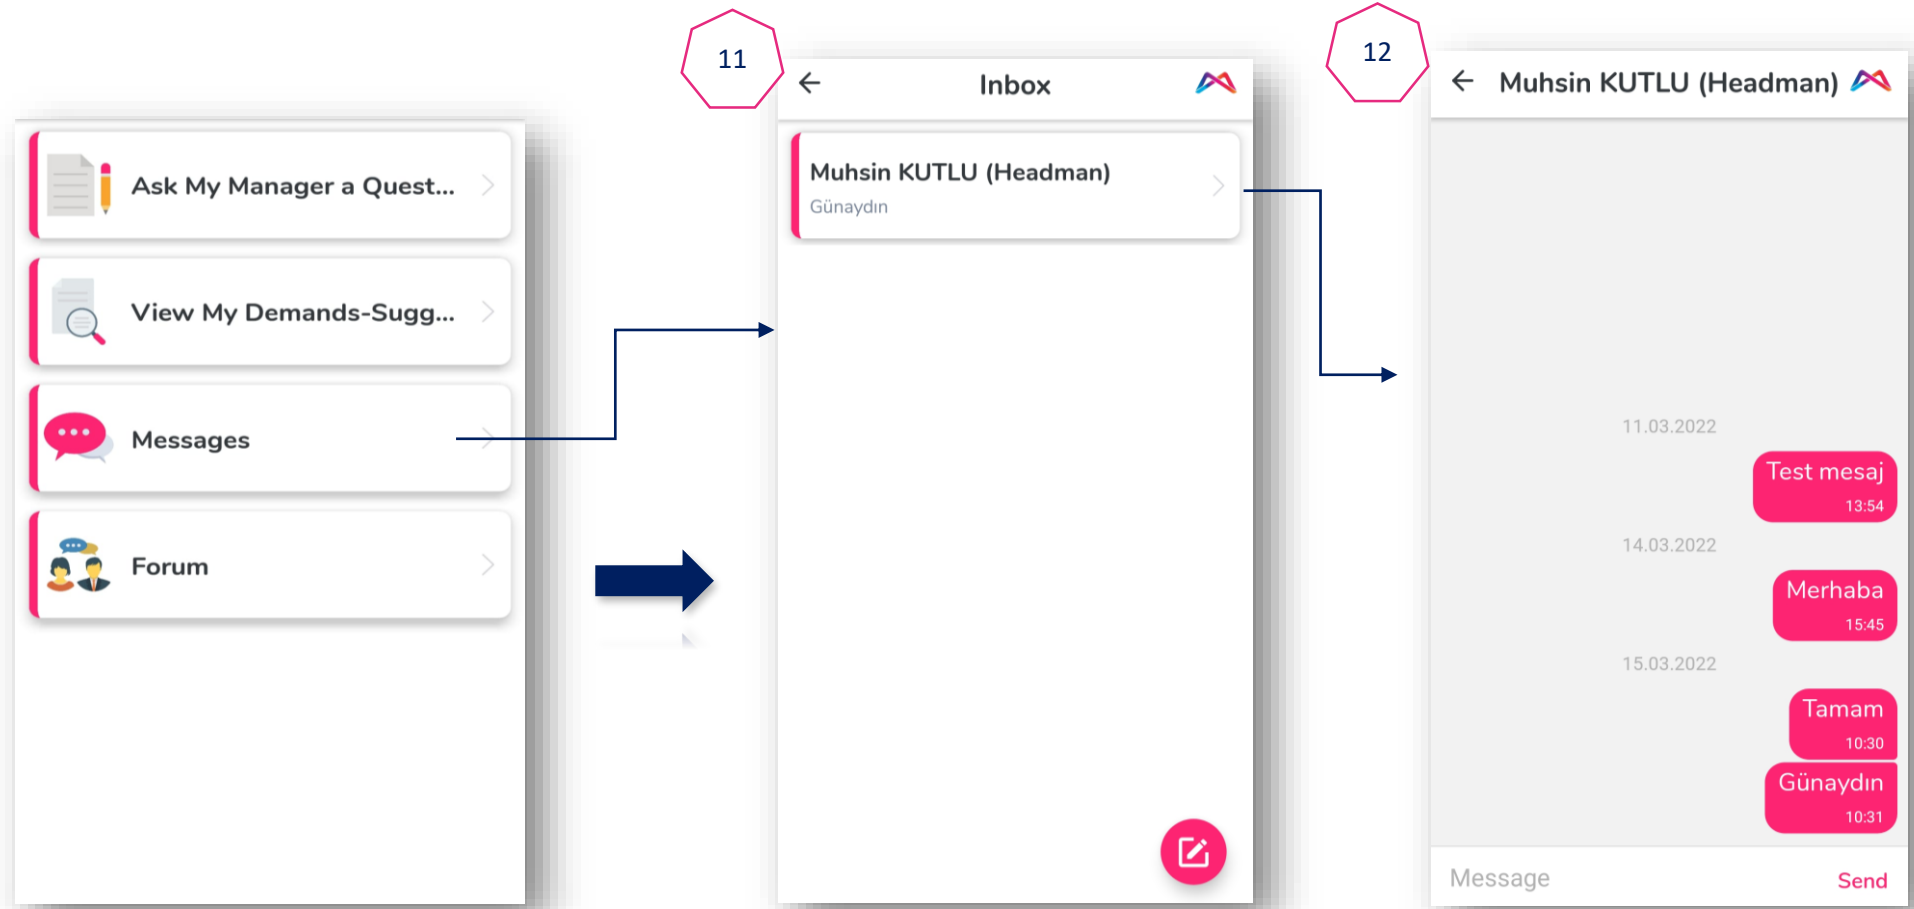 Ask My Manager a Quest...
View My Demands-Sugg...
Messages
Forum
11
Inbox
Muhsin KUTLU (Headman)
Günaydın
12
Muhsin KUTLU (Headman)
11.03.2022
Test mesaj
13:54
14.03.2022
Merhaba
15:45
15.03.2022
Tamam
10:30
Günaydın
10:31
Message
Send